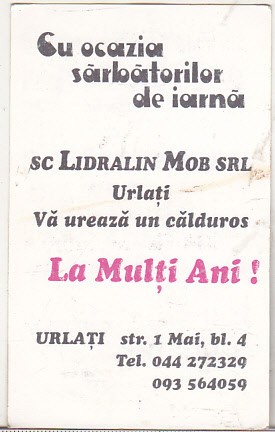 Cu ocazia
sărbătorilor
de iarnă
SC LIDRALIN MOB SRL
Urlați
Vă urează un călduros
La Mulți Ani !
URLAȚI str. 1 Mai, bl. 4
Tel. 044 272329
093 564059